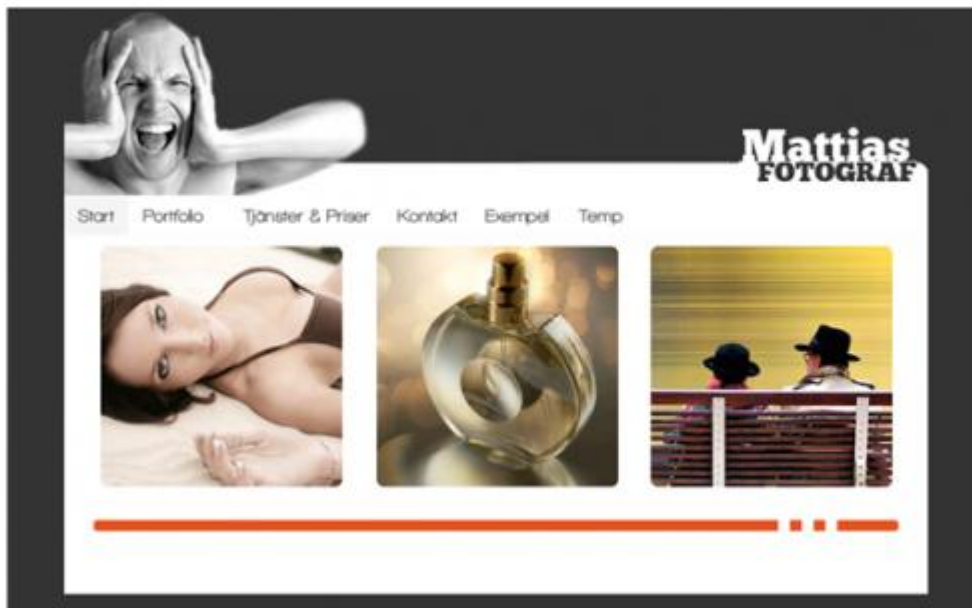 Mattias
FOTOGRAF
Start Portfolio Tjänster & Priser Kontakt Exempel Temp